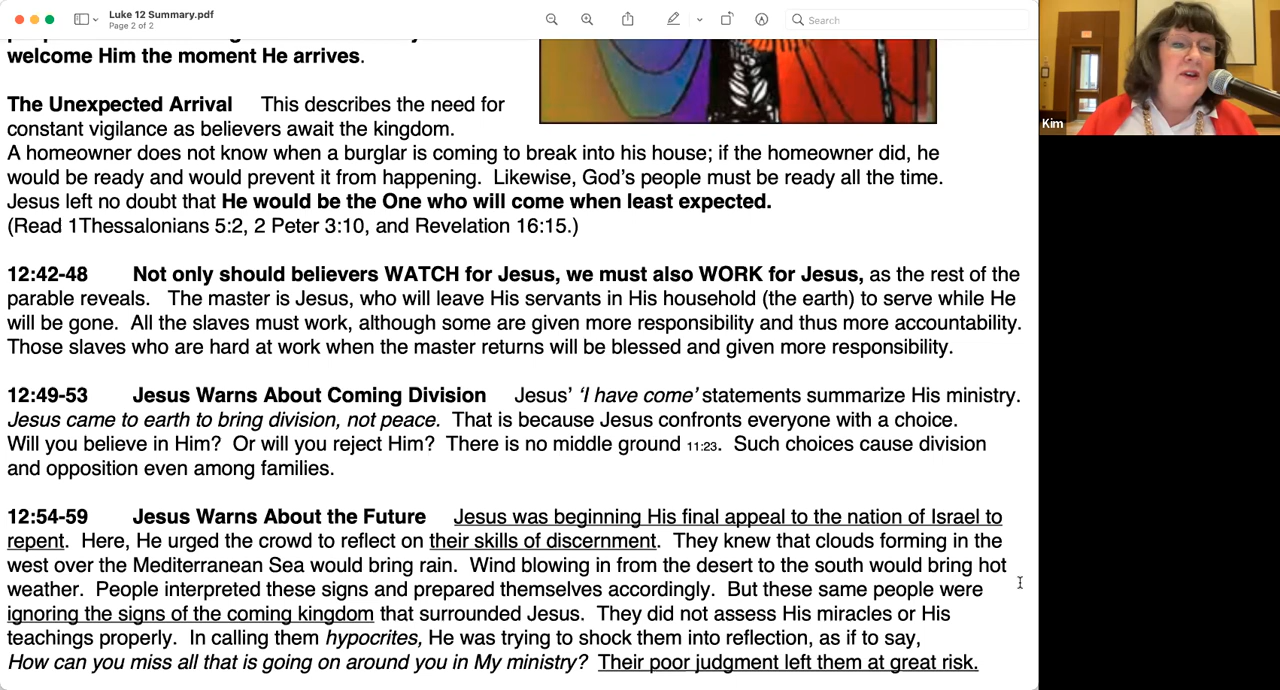 Luke 12 Summary.pdf
Page 2 of 2
Search
welcome Him the moment He arrives.
The Unexpected Arrival This describes the need for
constant vigilance as believers await the kingdom.
A homeowner does not know when a burglar is coming to break into his house; if the homeowner did, he
would be ready and would prevent it from happening. Likewise, God's people must be ready all the time.
Jesus left no doubt that He would be the One who will come when least expected.
(Read 1Thessalonians 5:2, 2 Peter 3:10, and Revelation 16:15.)
12:42-48 Not only should believers WATCH for Jesus, we must also WORK for Jesus, as the rest of the
parable reveals. The master is Jesus, who will leave His servants in His household (the earth) to serve while He
will be gone. All the slaves must work, although some are given more responsibility and thus more accountability.
Those slaves who are hard at work when the master returns will be blessed and given more responsibility.
12:49-53 Jesus Warns About Coming Division Jesus' 'I have come' statements summarize His ministry.
Jesus came to earth to bring division, not peace. That is because Jesus confronts everyone with a choice.
Will you believe in Him? Or will you reject Him? There is no middle ground 11:23. Such choices cause division
and opposition even among families.
12:54-59 Jesus Warns About the Future Jesus was beginning His final appeal to the nation of Israel to
repent. Here, He urged the crowd to reflect on their skills of discernment. They knew that clouds forming in the
west over the Mediterranean Sea would bring rain. Wind blowing in from the desert to the south would bring hot
weather. People interpreted these signs and prepared themselves accordingly. But these same people were
ignoring the signs of the coming kingdom that surrounded Jesus. They did not assess His miracles or His
teachings properly. In calling them hypocrites, He was trying to shock them into reflection, as if to say,
How can you miss all that is going on around you in My ministry? Their poor judgment left them at great risk.
Kim